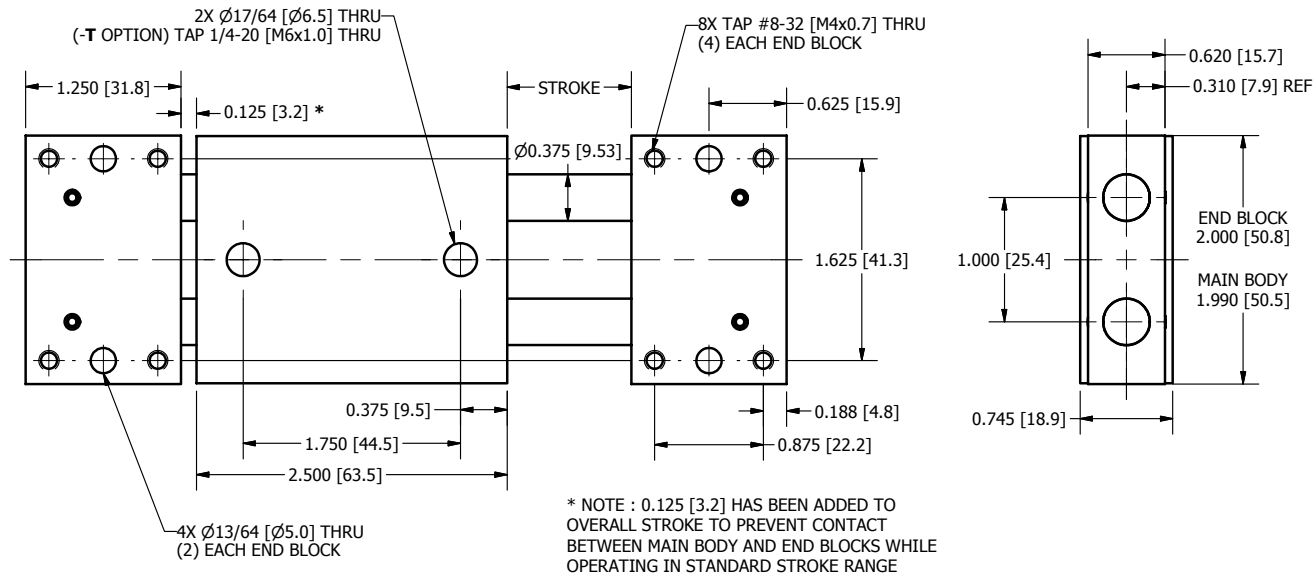 2X Ø17/64 [Ø6.5] THRU
(-T OPTION) TAP 1/4-20 [M6x1.0] THRU
8X TAP #8-32 [M4x0.7] THRU
(4) EACH END BLOCK
0.620 [15.7]
0.310 [7.9] REF
1.250 [31.8]
STROKE
0.125 [3.2] *
0.625 [15.9]
Ø0.375 [9.53]
END BLOCK
2.000 [50.8]
1.625 [41.3]
1.000 [25.4]
MAIN BODY
1.990 [50.5]
0.375 [9.5]
0.188 [4.8]
0.745 [18.9]
1.750 [44.5]
0.875 [22.2]
2.500 [63.5]
4X Ø13/64 [Ø5.0] THRU
(2) EACH END BLOCK
* NOTE : 0.125 [3.2] HAS BEEN ADDED TO
OVERALL STROKE TO PREVENT CONTACT
BETWEEN MAIN BODY AND END BLOCKS WHILE
OPERATING IN STANDARD STROKE RANGE